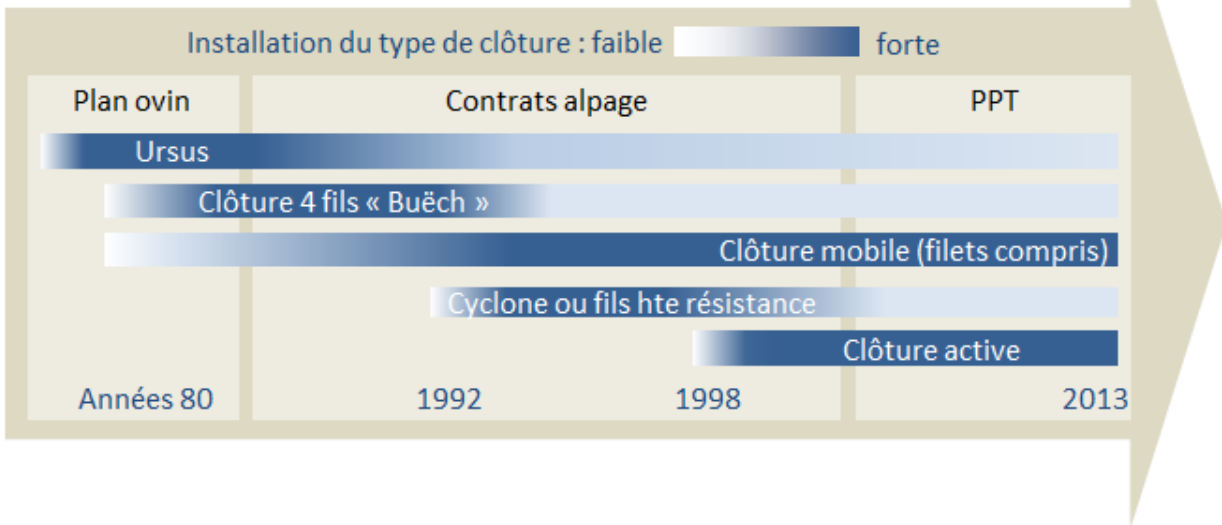 Installation du type de clôture : faible forte
Plan ovin Contrats alpage PPT
Ursus
Clôture 4 fils « Buëch »
Clôture mobile (filets compris)
Cyclone ou fils hte résistance
Clôture active
Années 80 1992 1998 2013